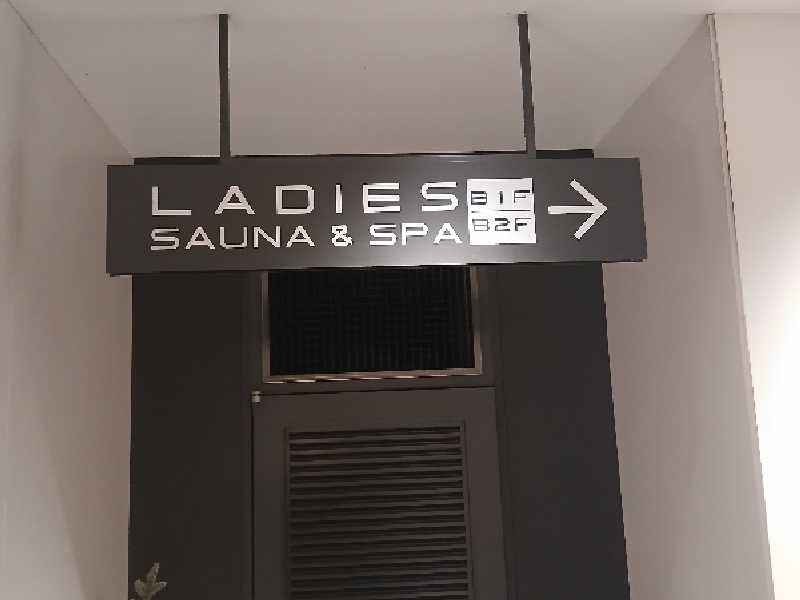 LADIES
SAUNA & SPA
B1F
B2F